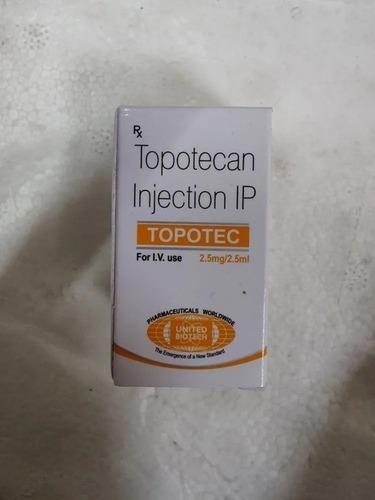 Rx
Topotecan
Injection IP
TOPOTEC
For I.V. use 2.5mg/2.5ml
PHARMACEUTICALS WORLDWIDE
UNITED
BIOTECH
The Emergence of a New Standard